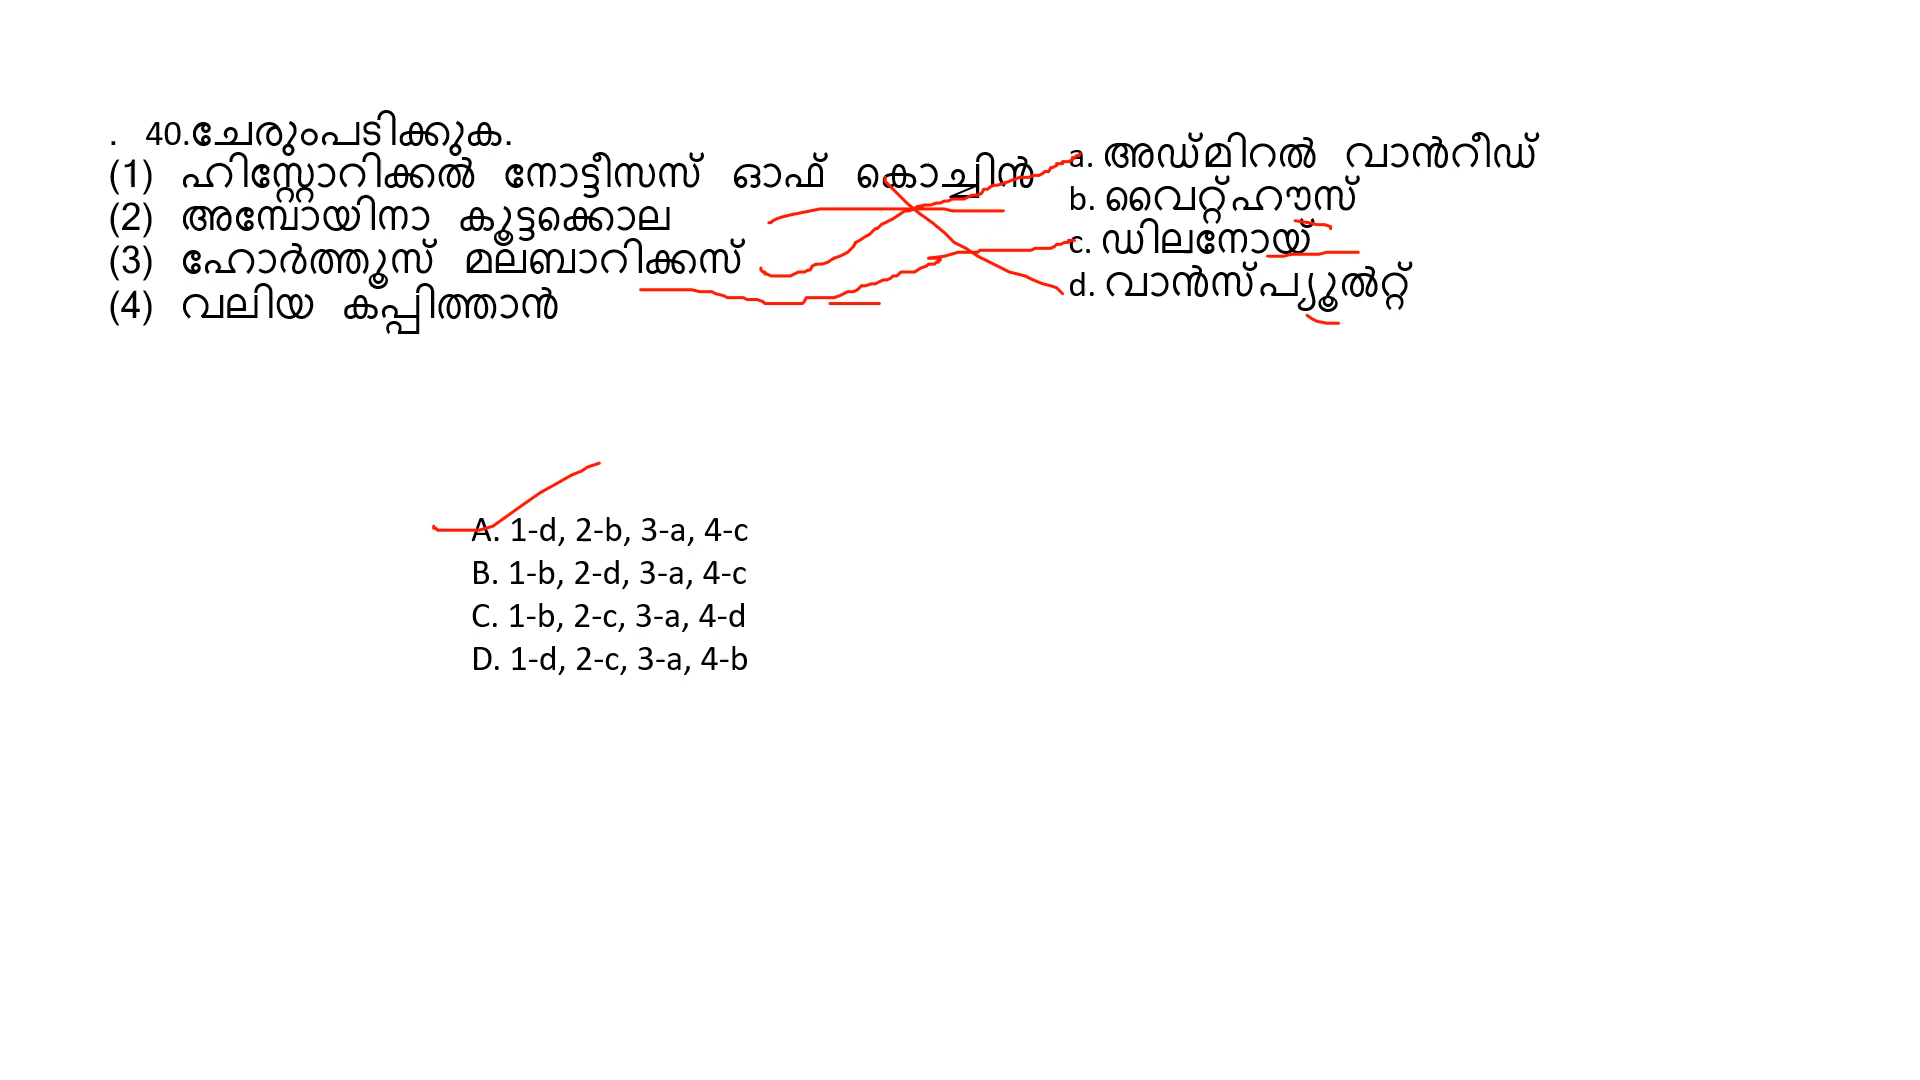 . 40.ചേരുംപടിക്കുക.
(1) ഹിസ്റ്റോറിക്കൽ നോട്ടീസസ് ഓഫ് കൊച്ചിൻ
(2) അമ്പോയിനാ കൂട്ടക്കൊല
(3) ഹോർത്തൂസ് മലബാറിക്കസ്
(4) വലിയ കപ്പിത്താൻ
a. അഡ്മിറൽ വാൻറീഡ്
b. വൈറ്റ്ഹൗസ്
c. ഡിലനോയ്
d. വാൻസ്പ്യൂൽറ്റ്
A. 1-d, 2-b, 3-a, 4-c
B. 1-b, 2-d, 3-a, 4-c
C. 1-b, 2-c, 3-a, 4-d
D. 1-d, 2-c, 3-a, 4-b